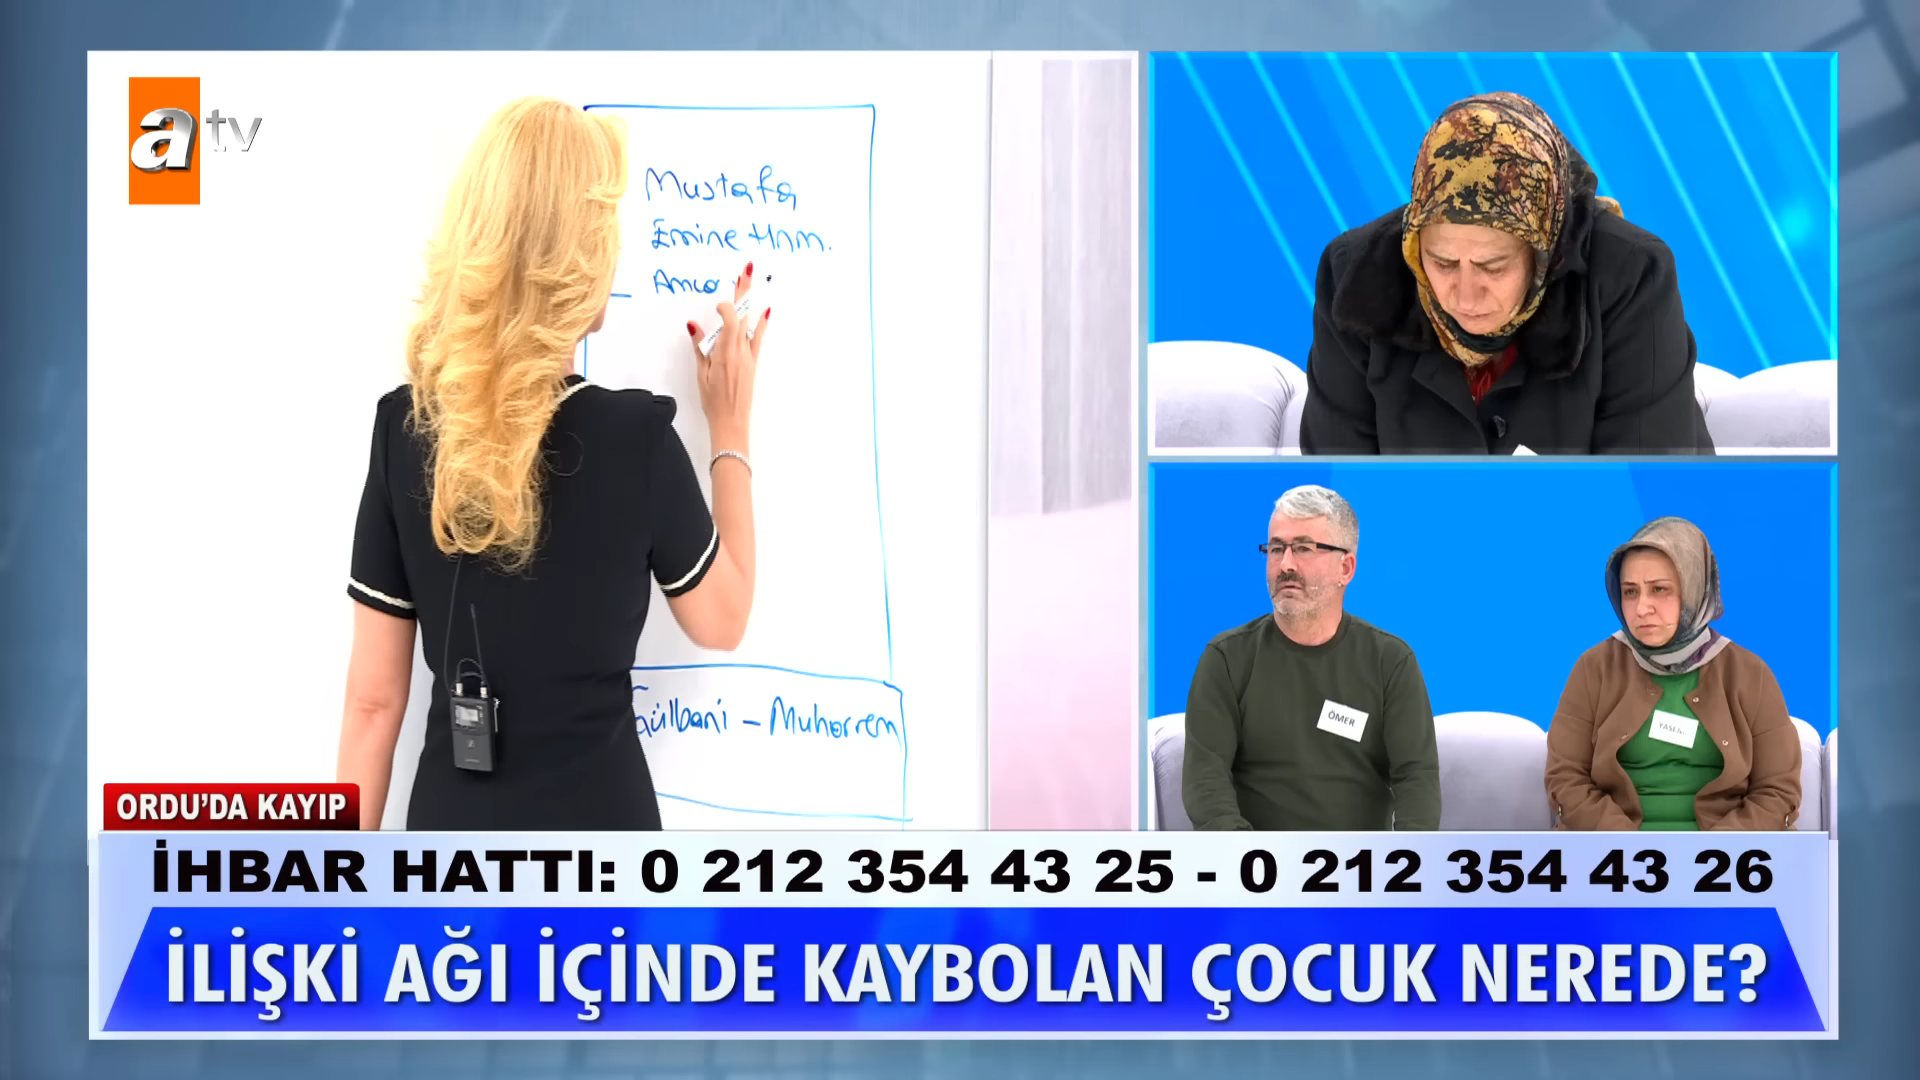 atv
Mustafa
Emine Hnm.
Amca
Gülbani - Muharrem
ÖMER
YASEMİN
ORDU'DA KAYIP
İHBAR HATTI: 0 212 354 43 25 - 0 212 354 43 26
İLİŞKİ AĞI İÇİNDE KAYBOLAN ÇOCUK NEREDE?